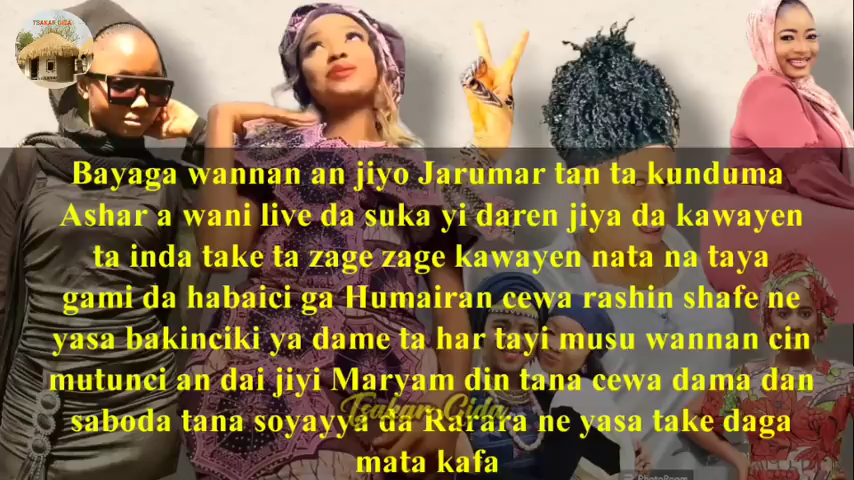 TSAKAR GIDA
Bayaga wannan an jiyo Jarumar tan ta kunduma
Ashar a wani live da suka yi daren jiya da kawayen
ta inda take ta zage zage kawayen nata na taya
gami da habaici ga Humairan cewa rashin shafe ne
yasa bakinciki ya dame ta har tayi musu wannan cin
mutunci an dai jiyi Maryam din tana cewa dama dan
saboda tana soyayya da Rarara ne yasa take daga
Tsakar Gida
mata kafa
PhotoRoom